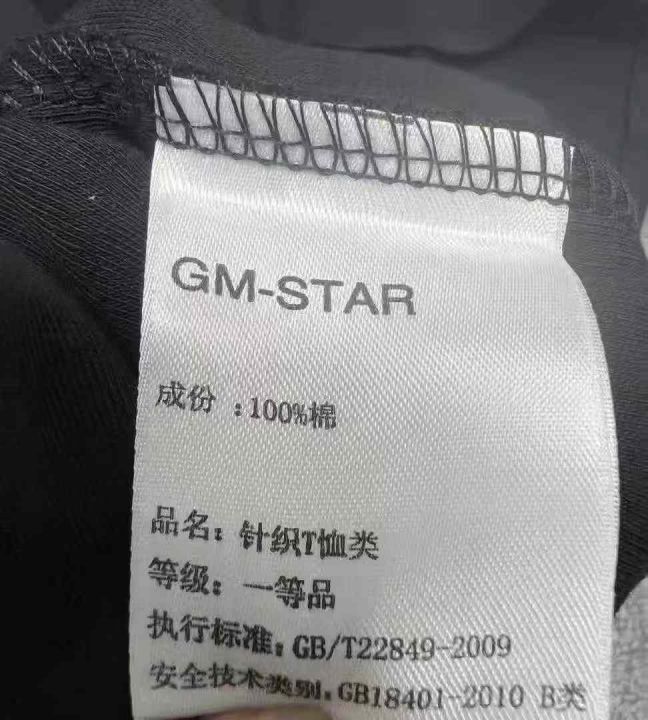 GM-STAR
成份 :100%棉
品名: 针织T恤类
等级: 一等品
执行标准: GB/T22849-2009
安全技术类别. GB18401-2010 B类